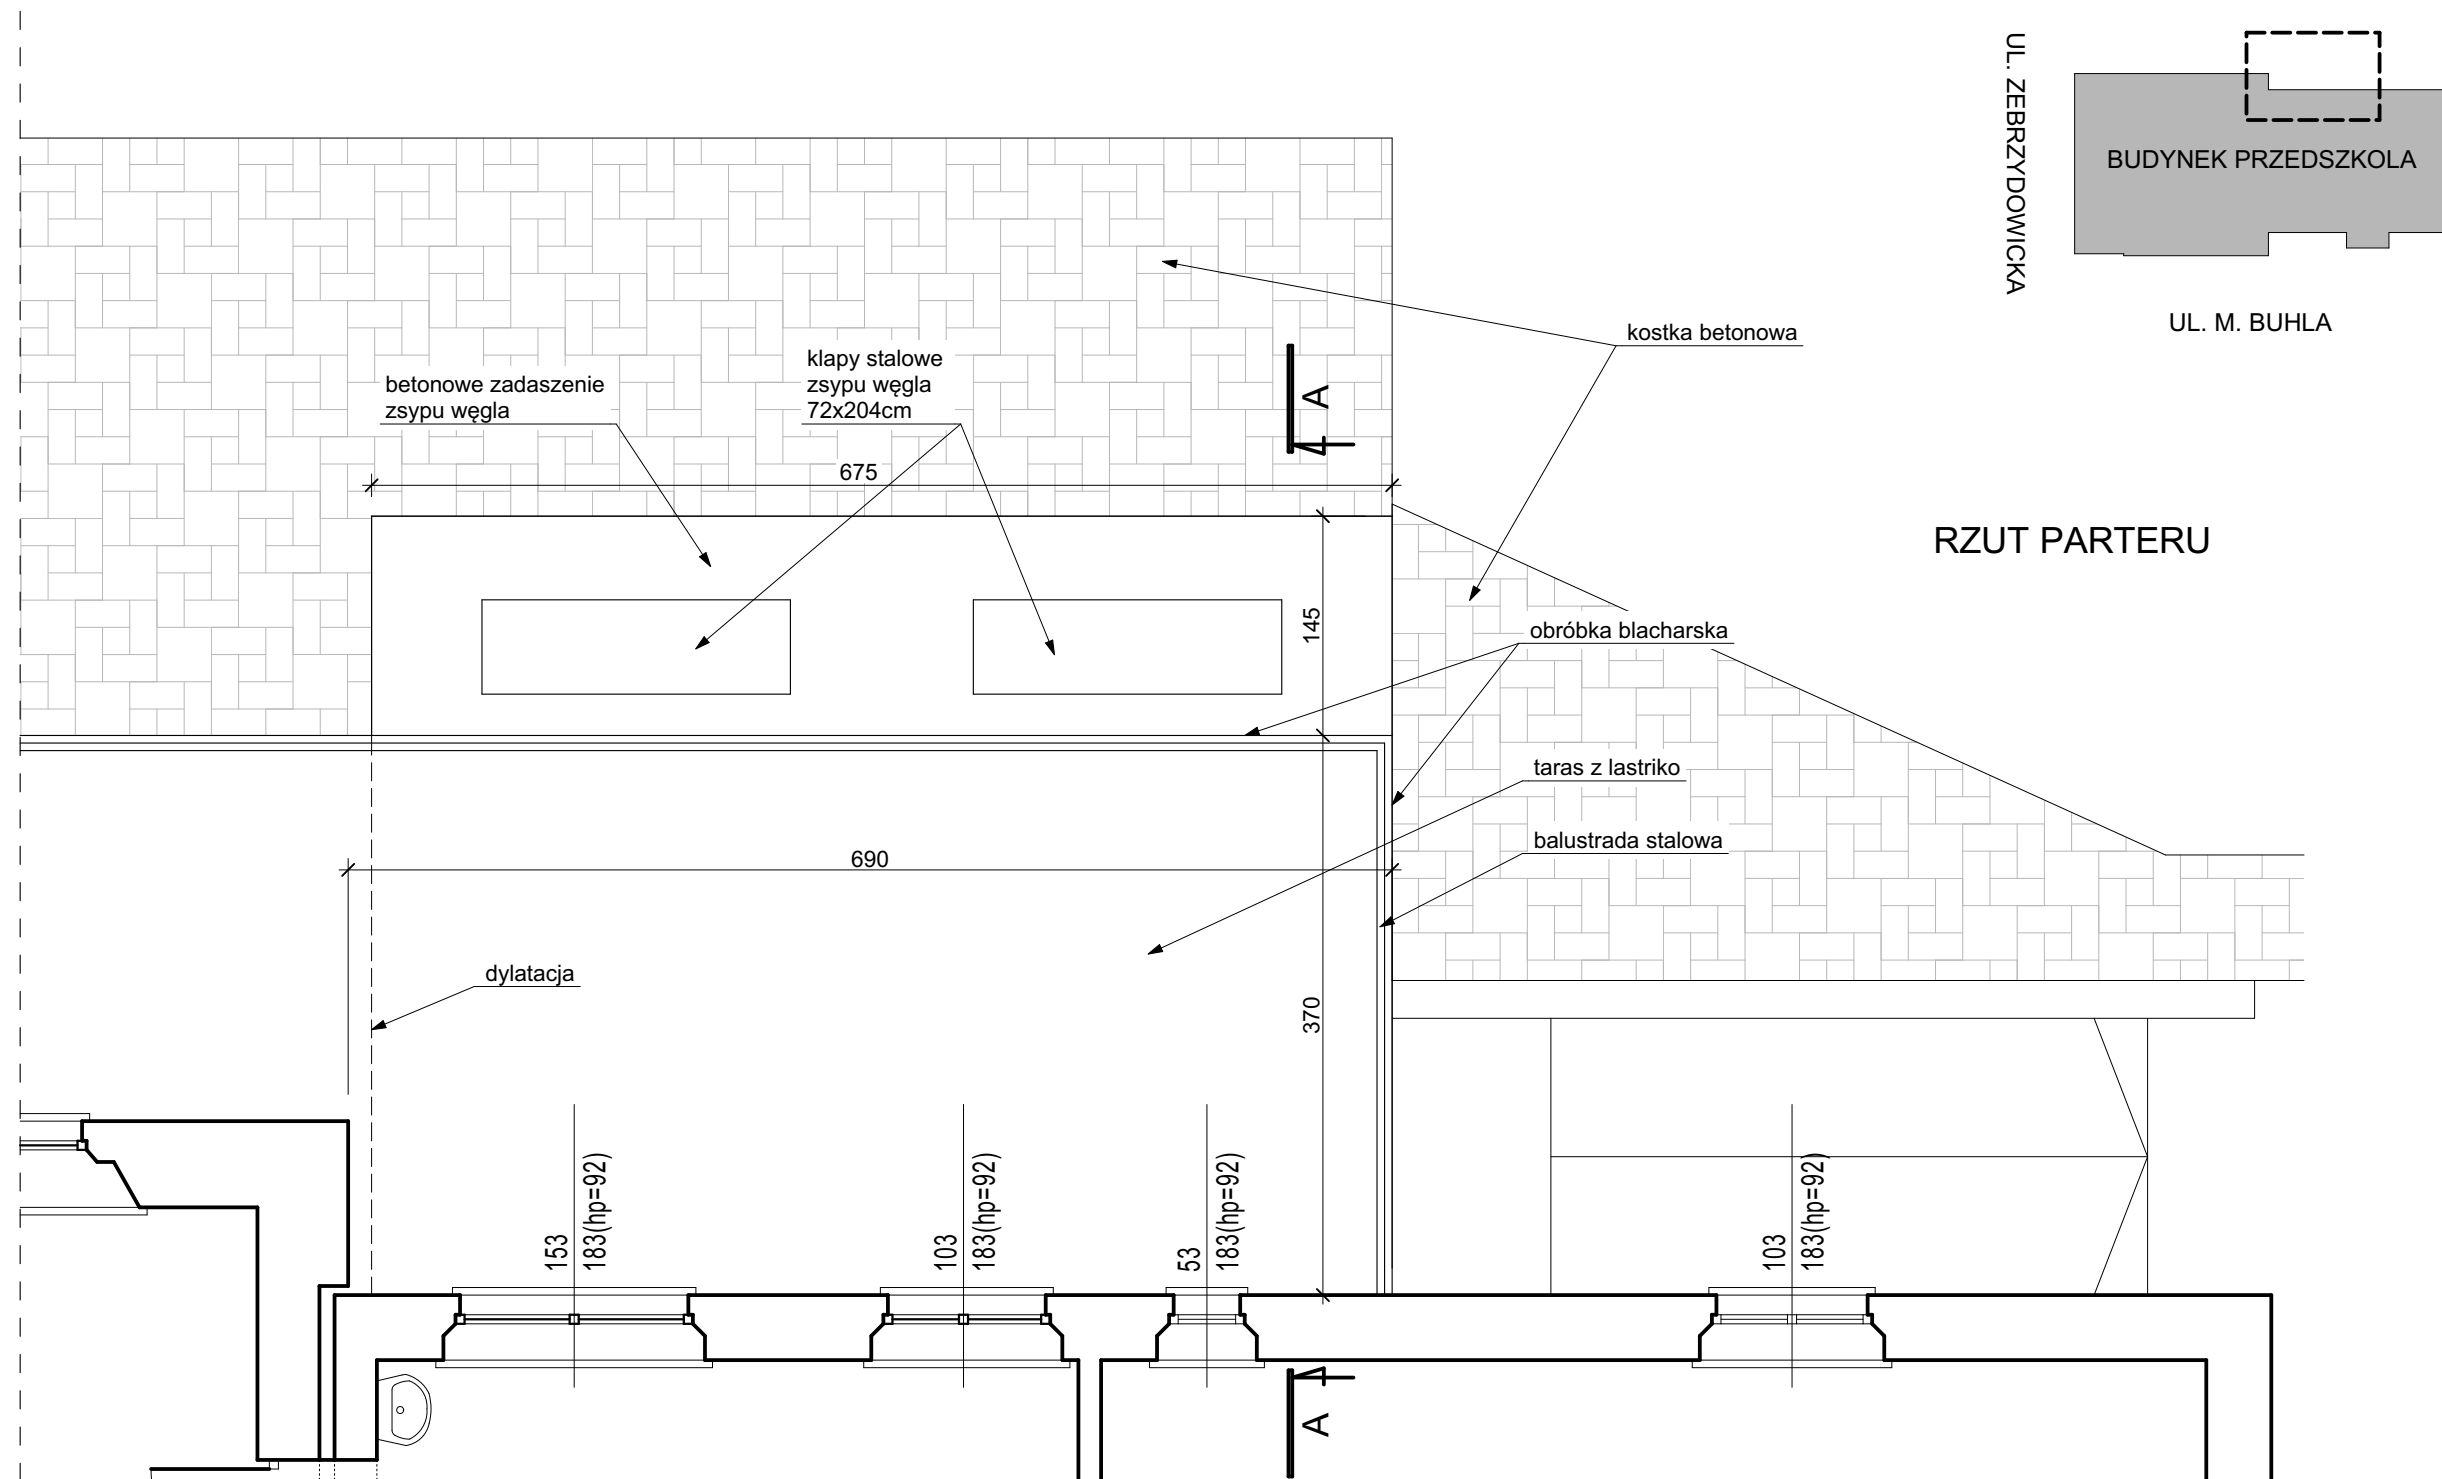 UL. ZEBRZYDOWICKA
BUDYNEK PRZEDSZKOLA
UL. M. BUHLA
kostka betonowa
klapy stalowe
zsypu węgla
72x204cm
betonowe zadaszenie
zsypu węgla
A
675
RZUT PARTERU
145
obróbka blacharska
taras z lastriko
balustrada stalowa
690
dylatacja
370
153
183(hp=92)
103
183(hp=92)
53
183(hp=92)
103
183(hp=92)
A